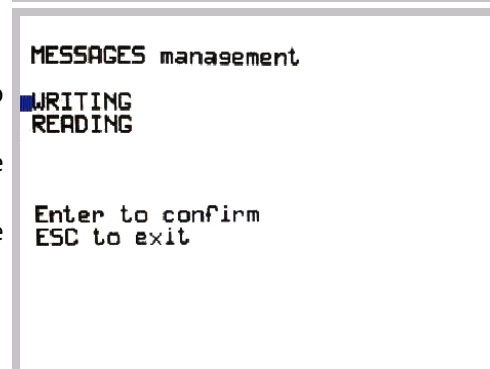 MESSAGES management
WRITING
READING
Enter to confirm
ESC to exit